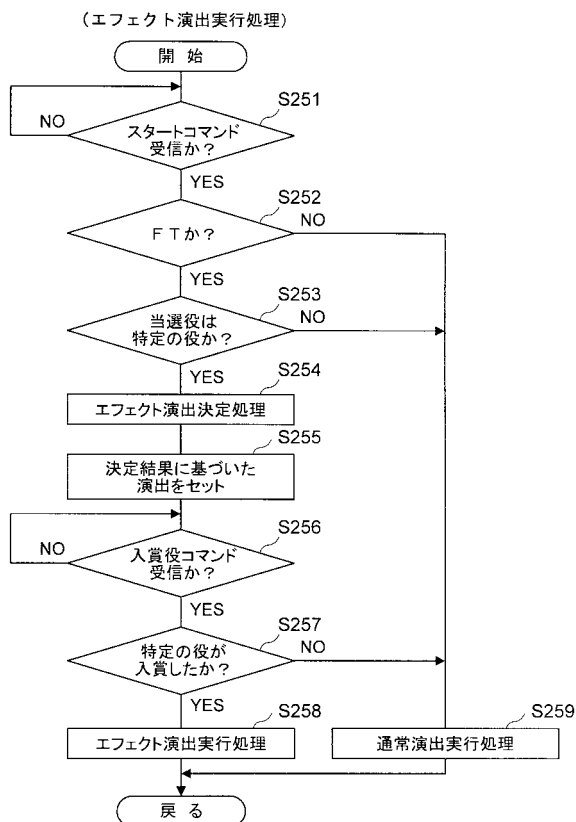 (エフェクト演出実行処理)
開 始
S251
スタートコマンド
受信か?
NO
YES
S252
FTか?
NO
YES
S253
当選役は
特定の役か?
NO
YES
S254
エフェクト演出決定処理
S255
決定結果に基づいた
演出をセット
S256
入賞役コマンド
受信か?
NO
YES
S257
特定の役が
入賞したか?
NO
YES
S258
エフェクト演出実行処理
S259
通常演出実行処理
戻 る